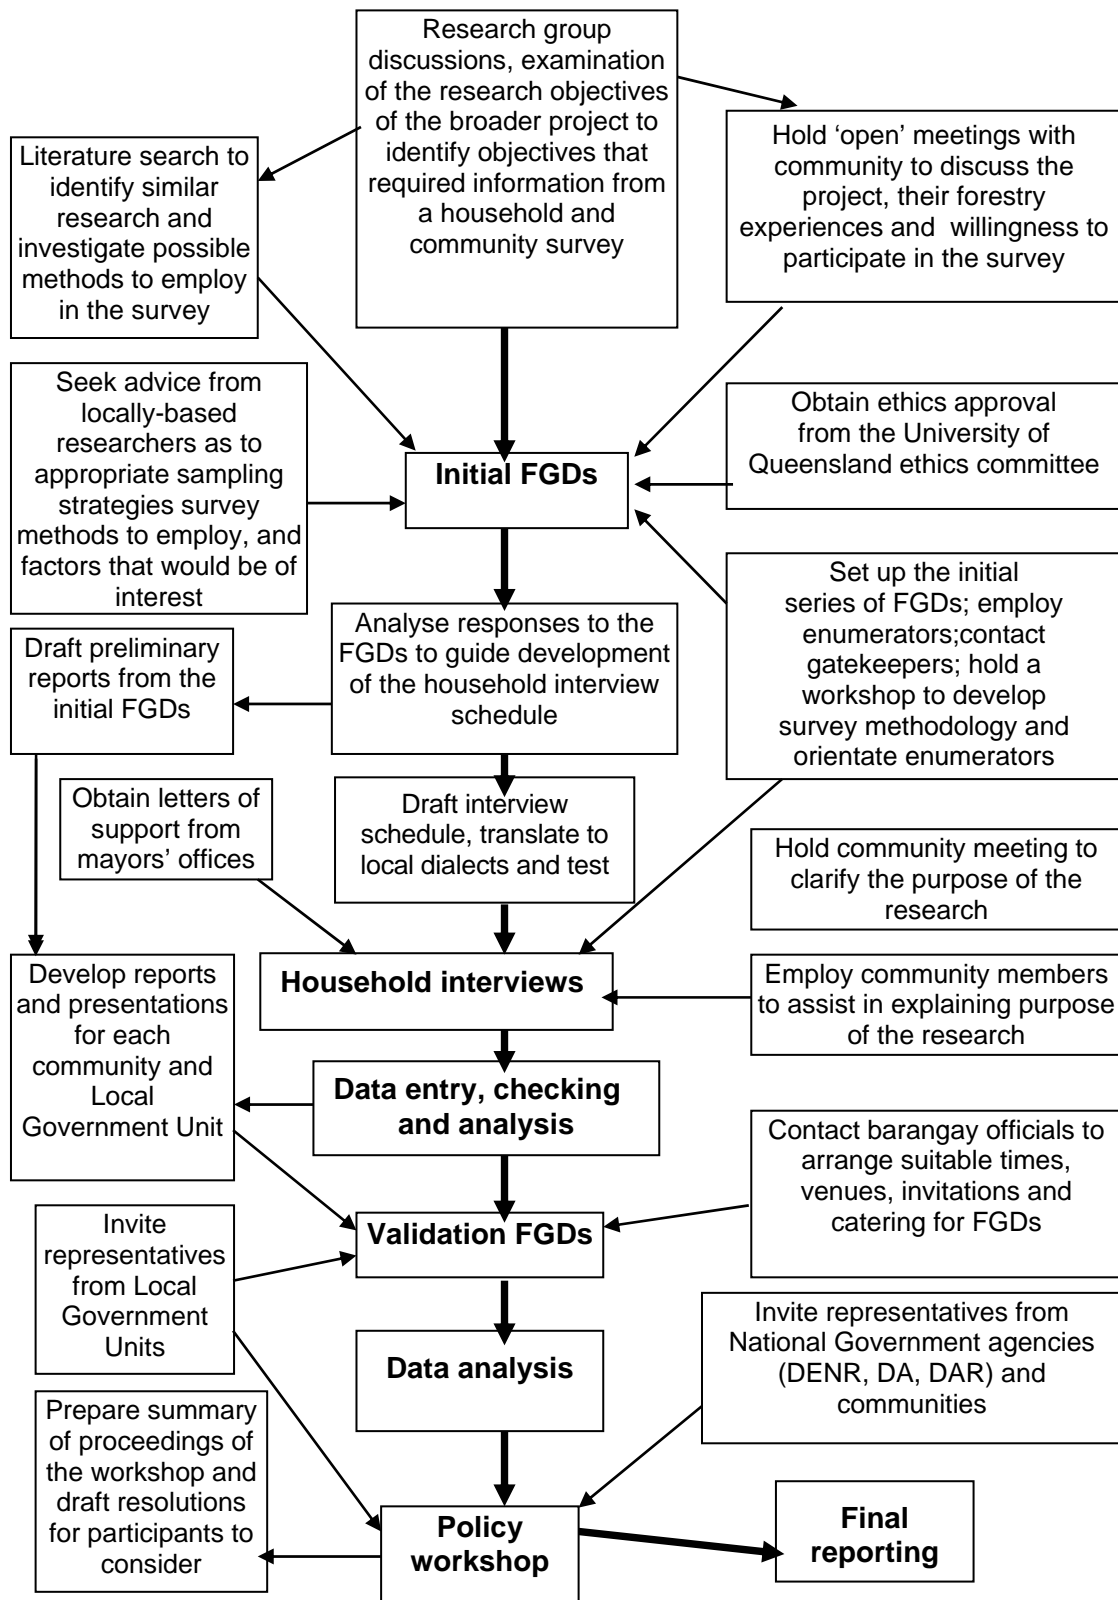 Research group
discussions, examination
of the research objectives
of the broader project to
identify objectives that
required information from
a household and
community survey
Literature search to
identify similar
research and
investigate possible
methods to employ
in the survey
Hold ‘open’ meetings with
community to discuss the
project, their forestry
experiences and willingness to
participate in the survey
Seek advice from
locally-based
researchers as to
appropriate sampling
strategies survey
methods to employ, and
factors that would be of
interest
Initial FGDs
Obtain ethics approval
from the University of
Queensland ethics committee
Set up the initial
series of FGDs; employ
enumerators;contact
gatekeepers; hold a
workshop to develop
survey methodology and
orientate enumerators
Analyse responses to the
FGDs to guide development
of the household interview
schedule
Draft preliminary
reports from the
initial FGDs
Obtain letters of
support from
mayors’ offices
Draft interview
schedule, translate to
local dialects and test
Hold community meeting to
clarify the purpose of the
research
Household interviews
Employ community members
to assist in explaining purpose
of the research
Develop reports
and presentations
for each
community and
Local
Government Unit
Data entry, checking
and analysis
Contact barangay officials to
arrange suitable times,
venues, invitations and
catering for FGDs
Validation FGDs
Invite
representatives
from Local
Government
Units
Data analysis
Invite representatives from
National Government agencies
(DENR, DA, DAR) and
communities
Prepare summary
of proceedings of
the workshop and
draft resolutions
for participants to
consider
Policy
workshop
Final
reporting